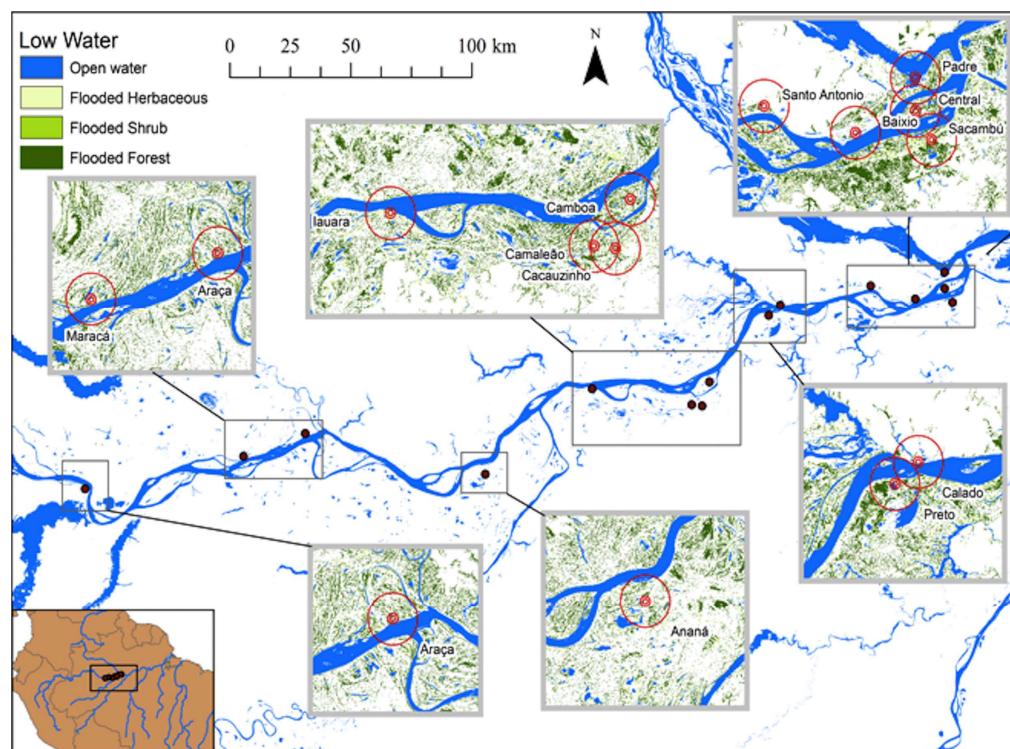 Low Water
Open water
Flooded Herbaceous
Flooded Shrub
Flooded Forest
0 25 50 100 km
N
Padre
Santo Antonio
Central
Baixio
Sacambú
Camboa
Iauara
Camaleão
Cacauzinho
Araça
Maracá
Calado
Preto
Araça
Ananá